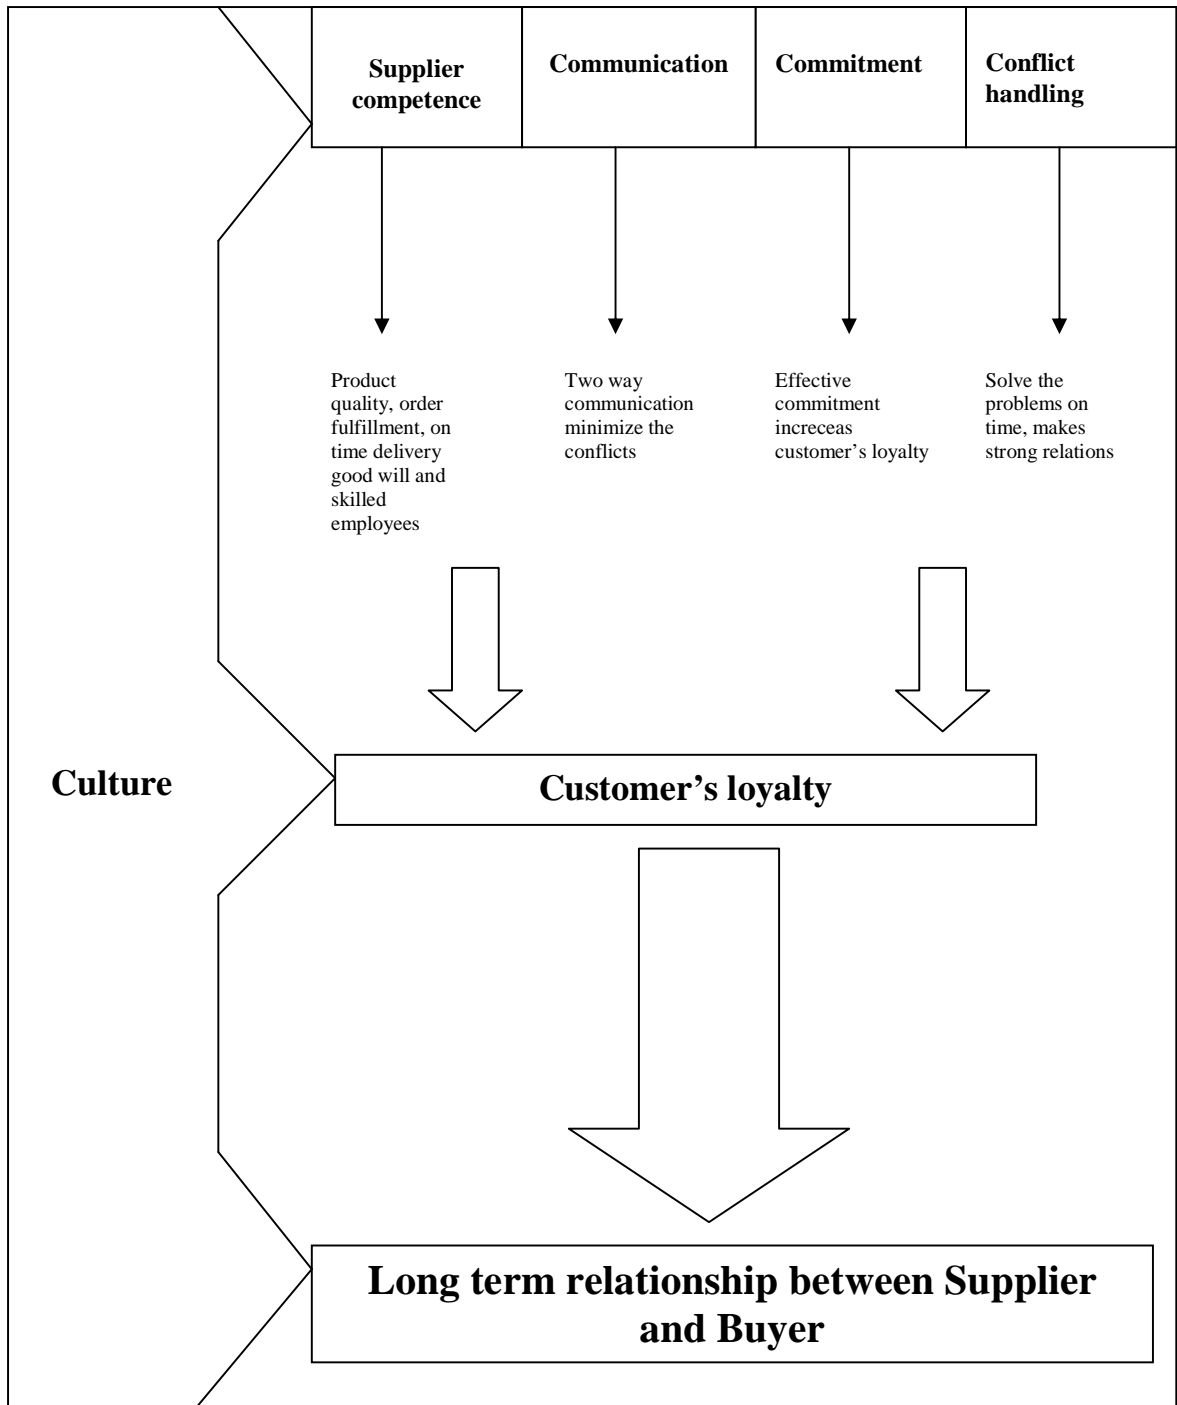 Supplier
competence
Communication
Commitment
Conflict
handling
Product
quality, order
fulfillment, on
time delivery
good will and
skilled
employees
Two way
communication
minimize the
conflicts
Effective
commitment
increceas
customer’s loyalty
Solve the
problems on
time, makes
strong relations
Culture
Customer’s loyalty
Long term relationship between Supplier
and Buyer